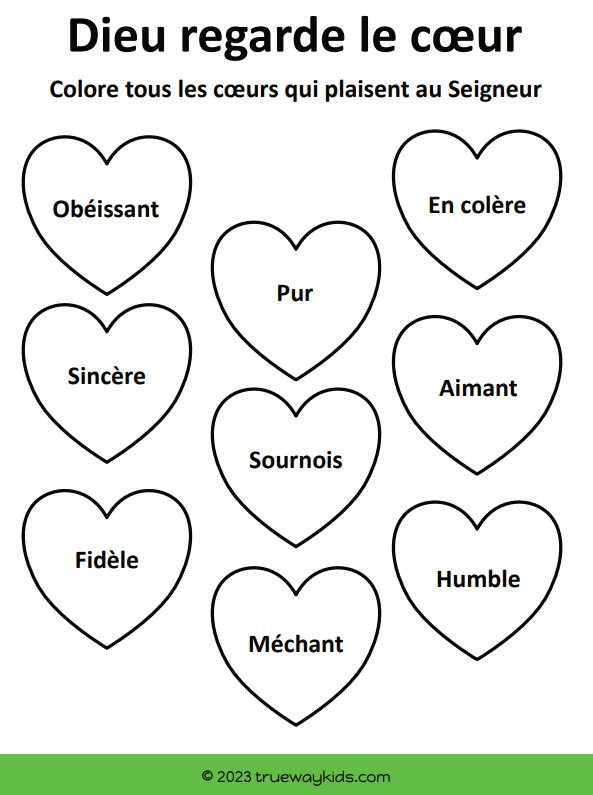 Dieu regarde le cœur
Colore tous les cœurs qui plaisent au Seigneur
Obéissant
En colère
Pur
Sincère
Aimant
Sournois
Fidèle
Humble
Méchant
© 2023 truewaykids.com